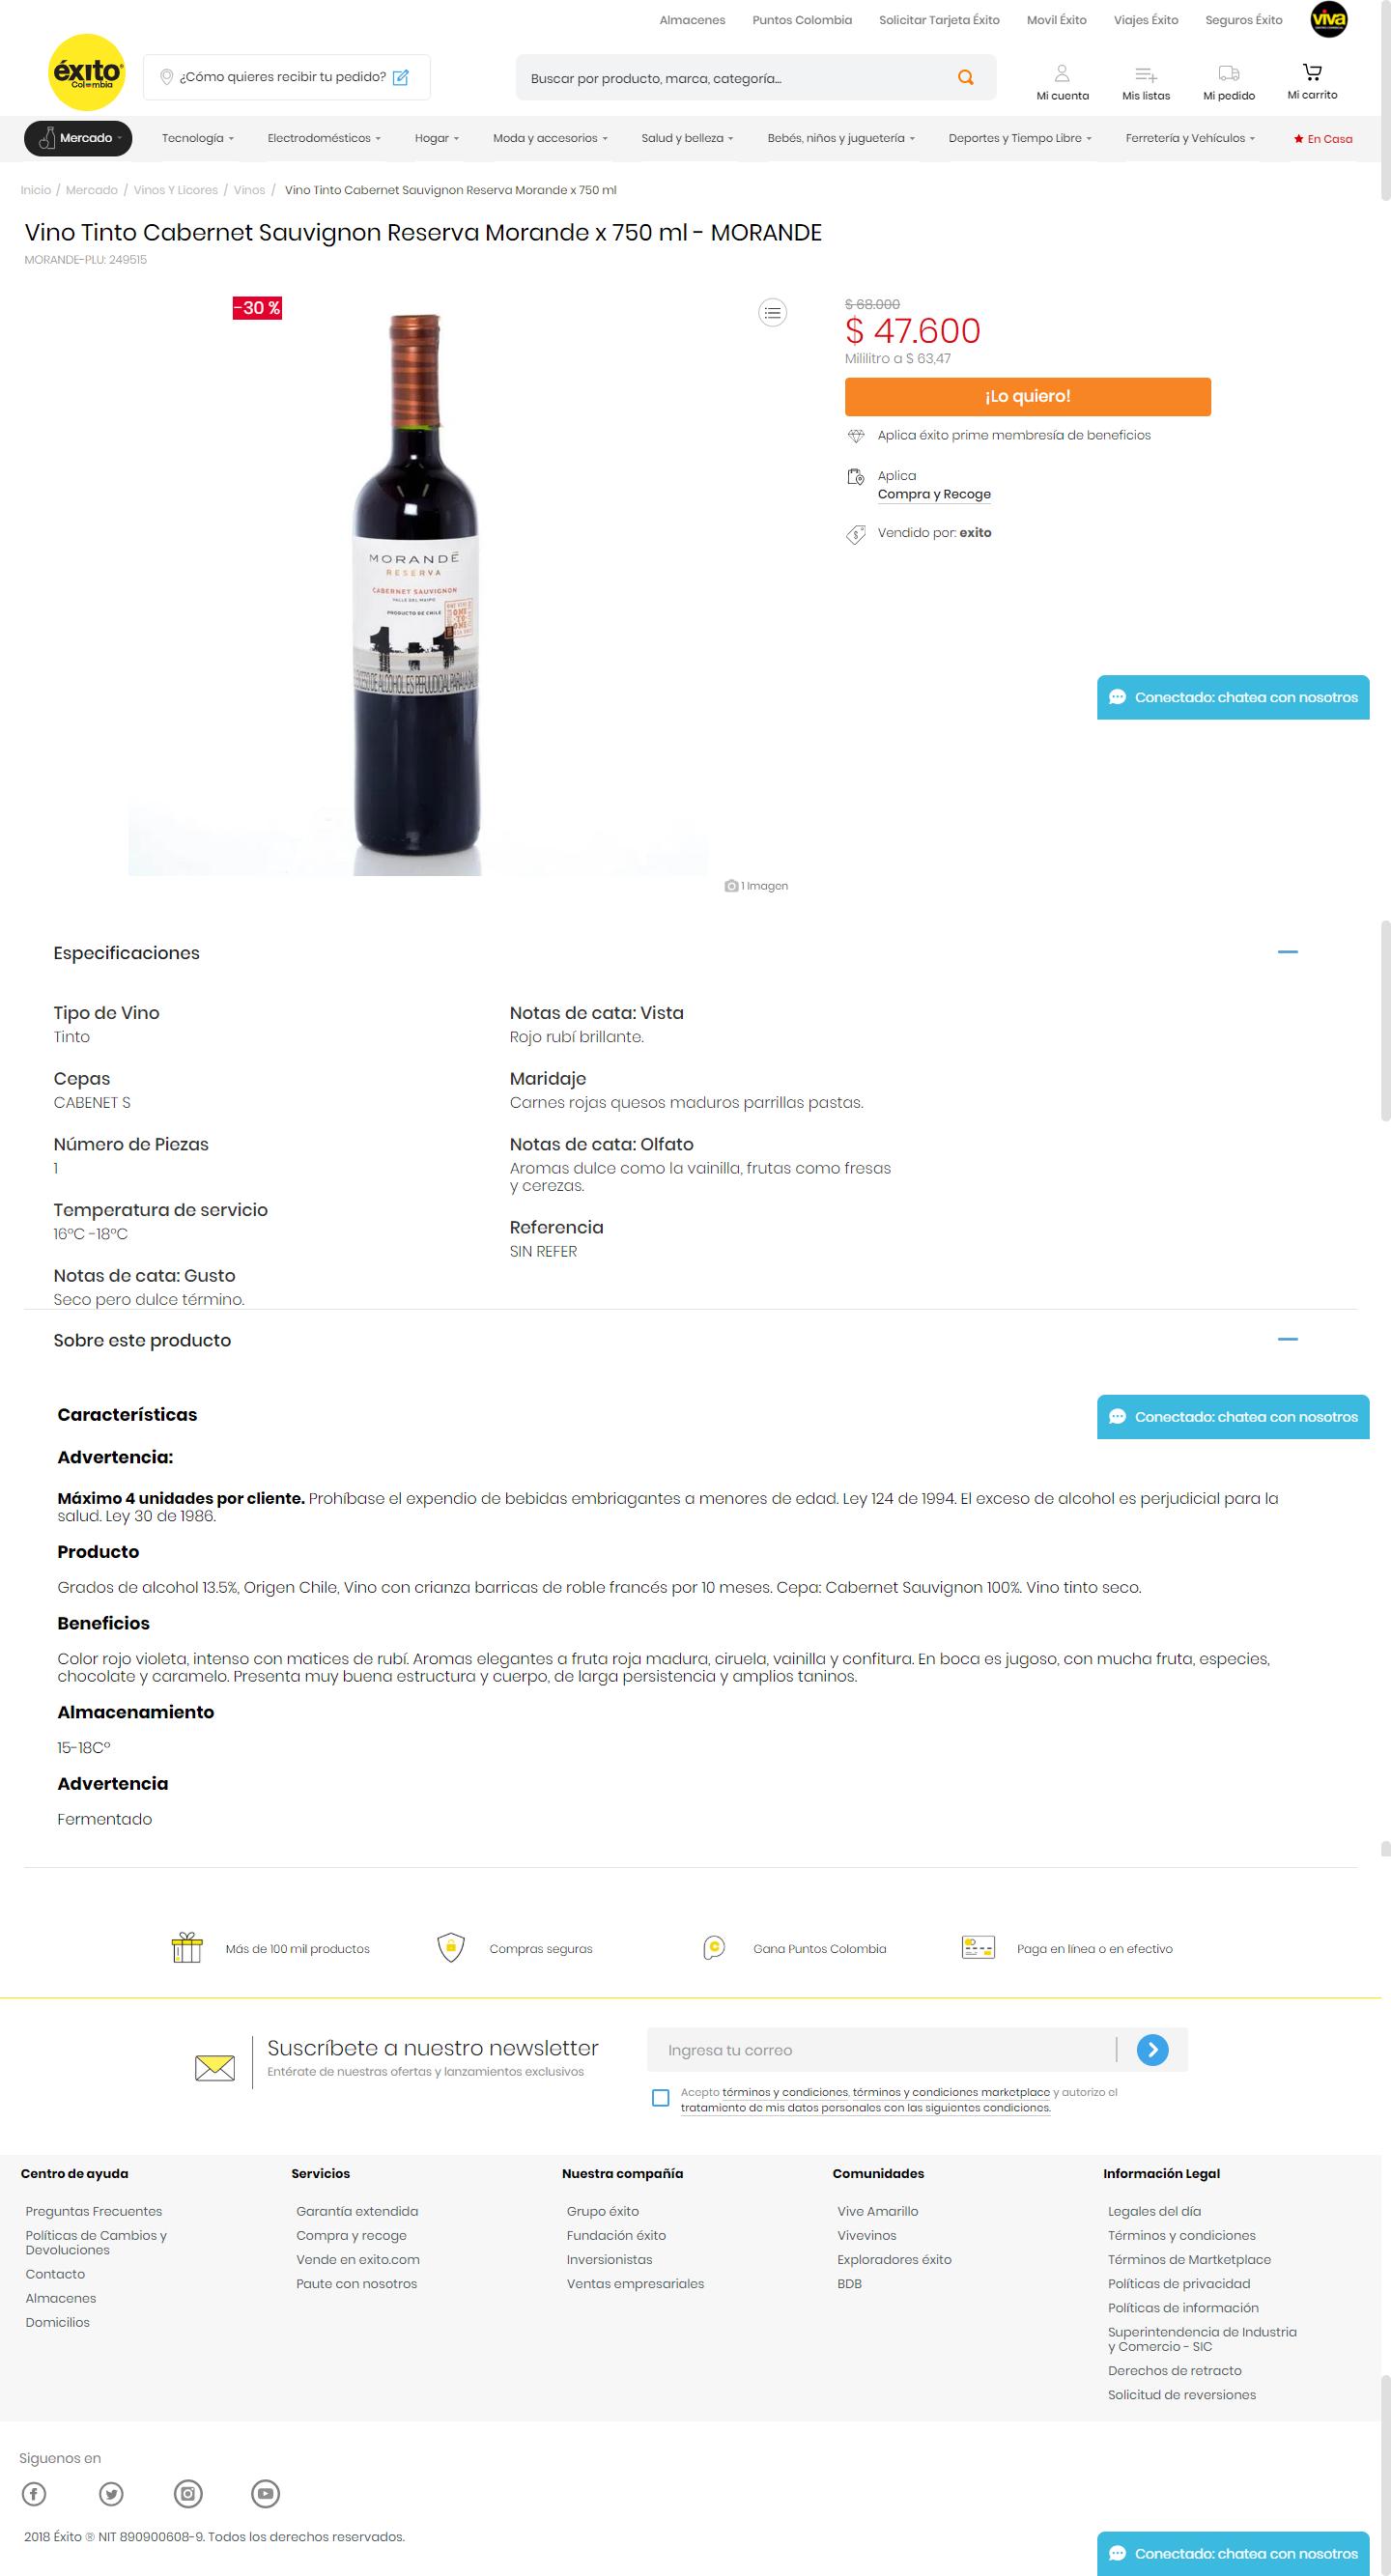 Almacenes Puntos Colombia Solicitar Tarjeta Éxito Movil Éxito Viajes Éxito Seguros Éxito viva
éxito
Colombia
¿Cómo quieres recibir tu pedido?
Buscar por producto, marca, categoría...
Mi cuenta Mis listas Mi pedido Mi carrito
Mercado Tecnología Electrodomésticos Hogar Moda y accesorios Salud y belleza Bebés, niños y juguetería Deportes y Tiempo Libre Ferretería y Vehículos En Casa
Inicio / Mercado / Vinos Y Licores / Vinos / Vino Tinto Cabernet Sauvignon Reserva Morande x 750 ml
Vino Tinto Cabernet Sauvignon Reserva Morande x 750 ml - MORANDE
MORANDE-PLU: 249515
-30 %
MORANDÉ
RESERVA
CABERNET SAUVIGNON
VALLE DEL MAIPO
PRODUCTO DE CHILE
ONE
TO
ONE
$ 68.000
$ 47.600
Mililitro a $ 63,47
¡Lo quiero!
Aplica éxito prime membresía de beneficios
Aplica
Compra y Recoge
Vendido por: exito
Conectado: chatea con nosotros
1 Imagen
Especificaciones
Tipo de Vino
Tinto
Cepas
CABENET S
Número de Piezas
1
Temperatura de servicio
16°C -18°C
Notas de cata: Gusto
Seco pero dulce término.
Notas de cata: Vista
Rojo rubí brillante.
Maridaje
Carnes rojas quesos maduros parrillas pastas.
Notas de cata: Olfato
Aromas dulce como la vainilla, frutas como fresas
y cerezas.
Referencia
SIN REFER
Sobre este producto
Características
Conectado: chatea con nosotros
Advertencia:
Máximo 4 unidades por cliente. Prohíbase el expendio de bebidas embriagantes a menores de edad. Ley 124 de 1994. El exceso de alcohol es perjudicial para la
salud. Ley 30 de 1986.
Producto
Grados de alcohol 13.5%, Origen Chile, Vino con crianza barricas de roble francés por 10 meses. Cepa: Cabernet Sauvignon 100%. Vino tinto seco.
Beneficios
Color rojo violeta, intenso con matices de rubí. Aromas elegantes a fruta roja madura, ciruela, vainilla y confitura. En boca es jugoso, con mucha fruta, especies,
chocolate y caramelo. Presenta muy buena estructura y cuerpo, de larga persistencia y amplios taninos.
Almacenamiento
15-18C°
Advertencia
Fermentado
Más de 100 mil productos Compras seguras Gana Puntos Colombia Paga en línea o en efectivo
Suscríbete a nuestro newsletter
Entérate de nuestras ofertas y lanzamientos exclusivos
Ingresa tu correo
Acepto términos y condiciones, términos y condiciones marketplace y autorizo el
tratamiento de mis datos personales con las siguientes condiciones.
Centro de ayuda
Preguntas Frecuentes
Políticas de Cambios y
Devoluciones
Contacto
Almacenes
Domicilios
Servicios
Garantía extendida
Compra y recoge
Vende en exito.com
Paute con nosotros
Nuestra compañía
Grupo éxito
Fundación éxito
Inversionistas
Ventas empresariales
Comunidades
Vive Amarillo
Vivevinos
Exploradores éxito
BDB
Información Legal
Legales del día
Términos y condiciones
Términos de Martketplace
Políticas de privacidad
Políticas de información
Superintendencia de Industria
y Comercio - SIC
Derechos de retracto
Solicitud de reversiones
Siguenos en
2018 Éxito ® NIT 890900608-9. Todos los derechos reservados.
Conectado: chatea con nosotros